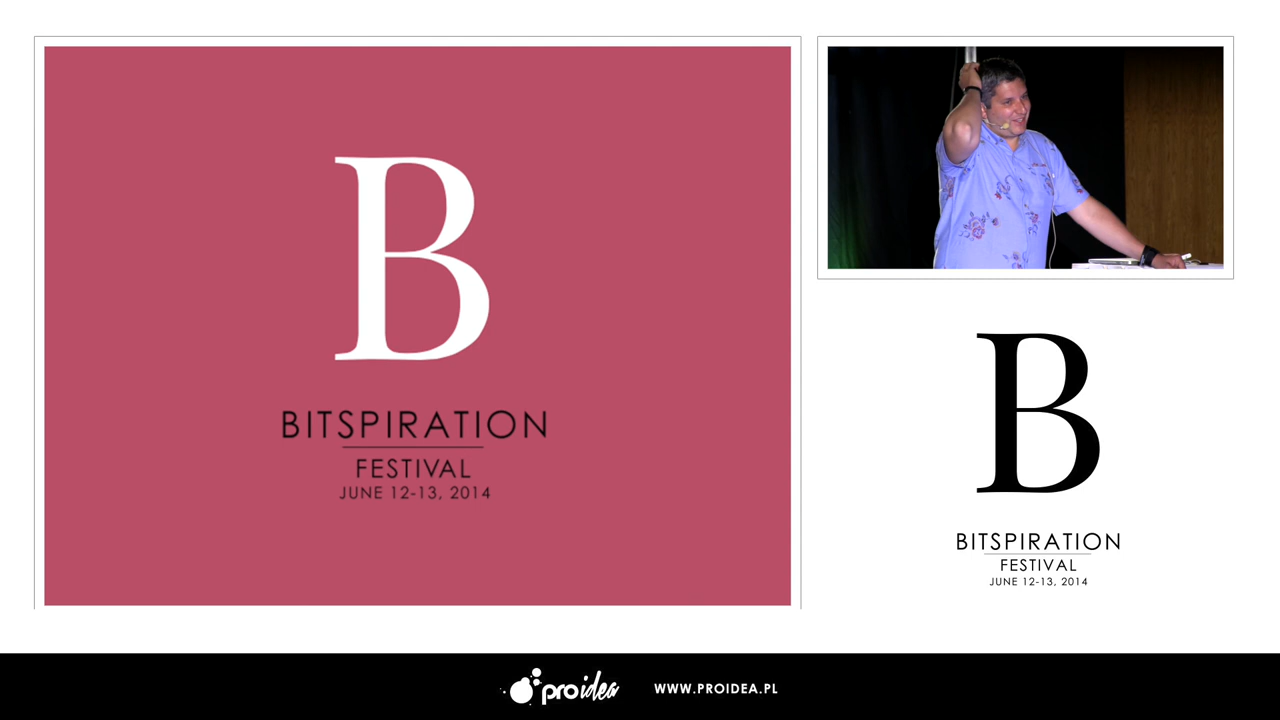 B
BITSPIRATION
FESTIVAL
JUNE 12-13, 2014
B
BITSPIRATION
FESTIVAL
JUNE 12-13, 2014
proidea
WWW.PROIDEA.PL